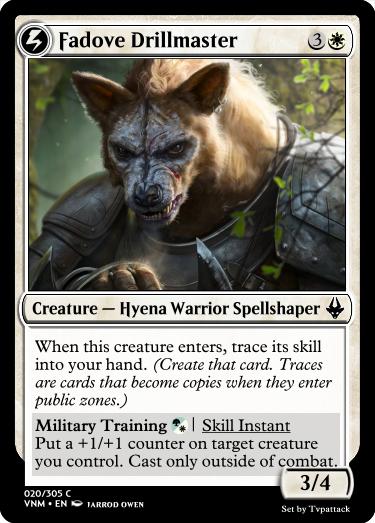 Fadove Drillmaster 3
Creature — Hyena Warrior Spellshaper
When this creature enters, trace its skill
into your hand. (Create that card. Traces
are cards that become copies when they enter
public zones.)
Military Training | Skill Instant
Put a +1/+1 counter on target creature
you control. Cast only outside of combat.
3/4
020/305 C
VNM • EN JARROD OWEN
Set by Tvpattack